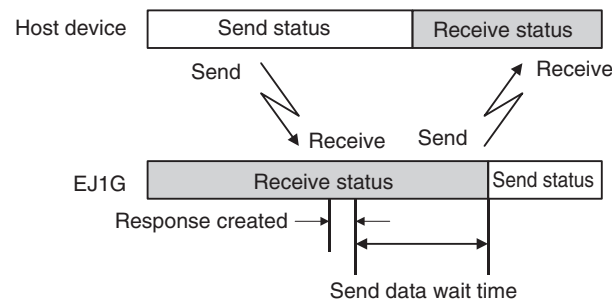 Host device
Send status
Receive status
Send
Receive
Receive
Send
EJ1G
Receive status
Send status
Response created
Send data wait time